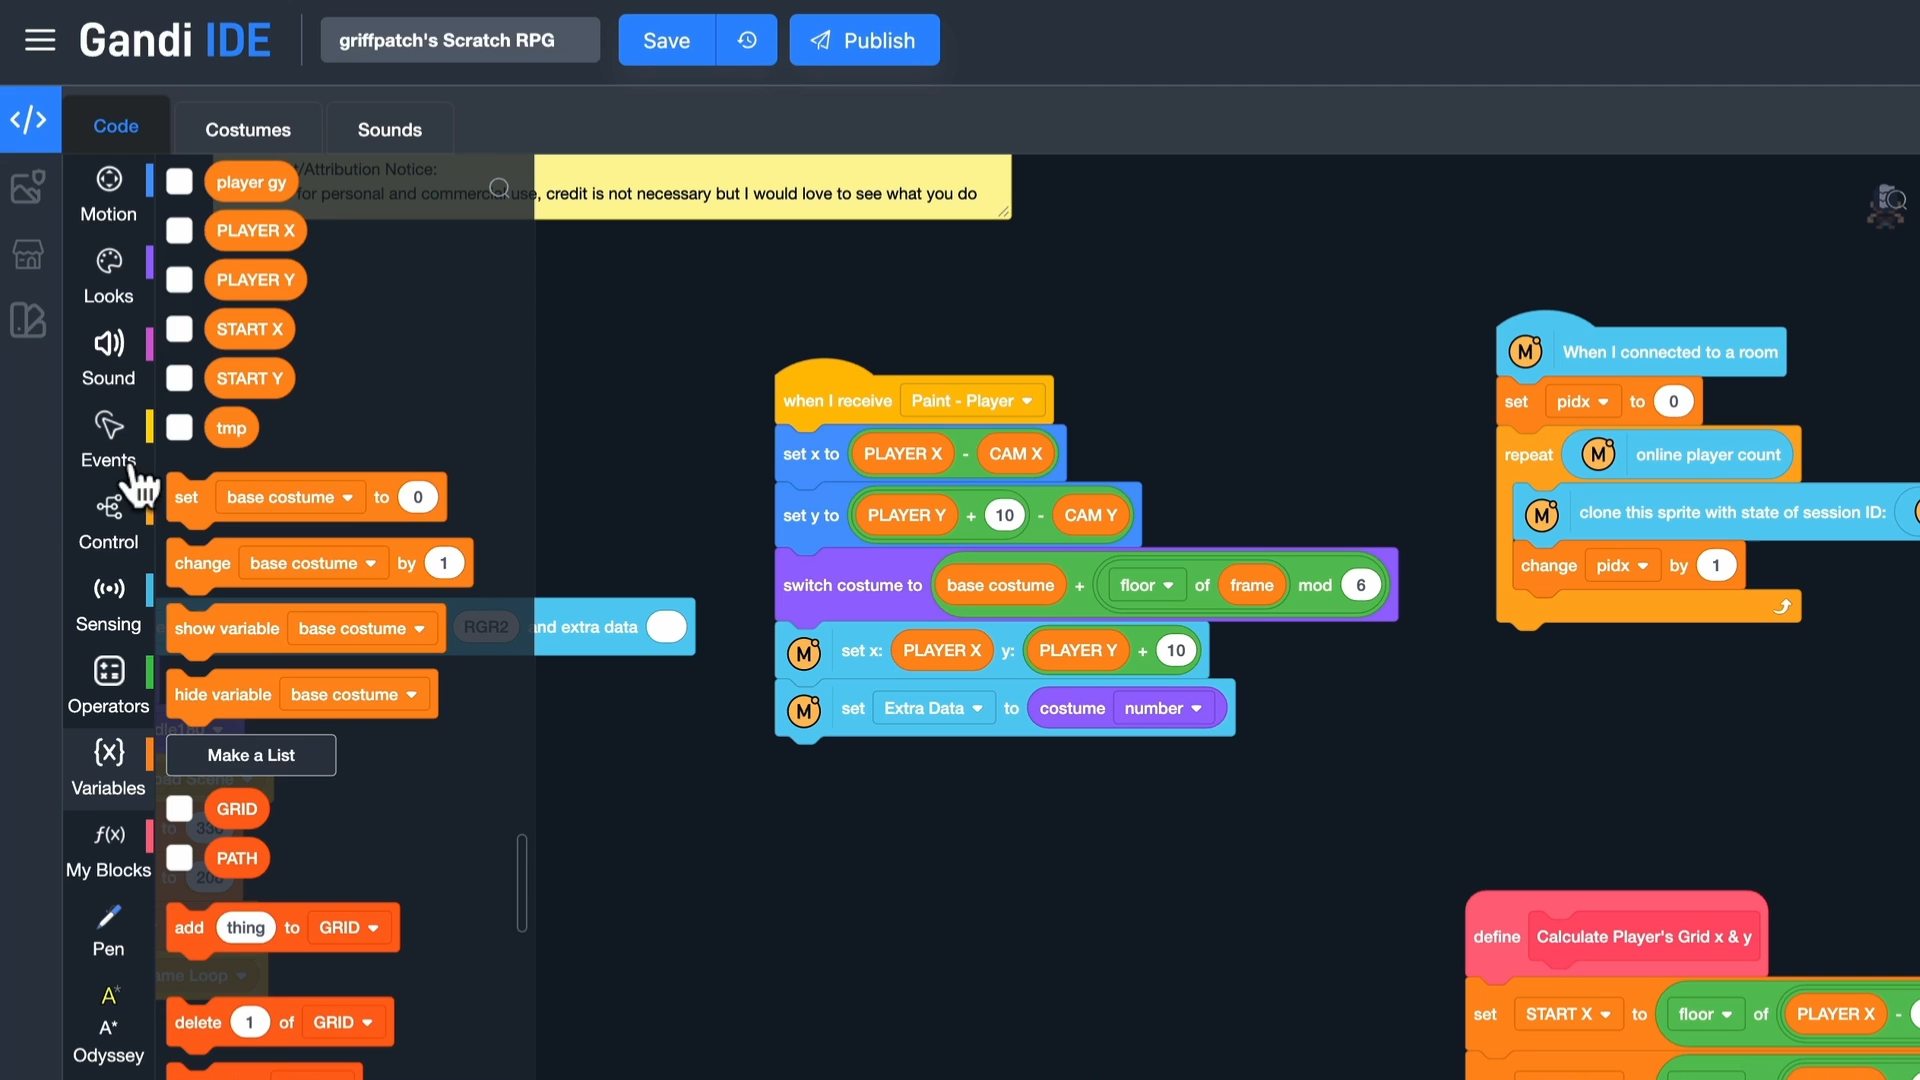 Gandi IDE
griffpatch's Scratch RPG
Save
Publish
Code
Costumes
Sounds
/Attribution Notice:
for personal and commercial use, credit is not necessary but I would love to see what you do
Motion
Looks
Sound
Events
Control
Sensing
Operators
Variables
My Blocks
Pen
A*
A*
Odyssey
player gy
PLAYER X
PLAYER Y
START X
START Y
tmp
set base costume to 0
change base costume by 1
show variable base costume
RGR2 and extra data
hide variable base costume
Make a List
GRID
to 
PATH
to 
add thing to GRID
ame Loop
delete 1 of GRID
when I receive Paint - Player
set x to PLAYER X - CAM X
set y to PLAYER Y + 10 - CAM Y
switch costume to base costume + floor of frame mod 6
M set x: PLAYER X y: PLAYER Y + 10
M set Extra Data to costume number
M When I connected to a room
set pidx to 0
repeat M online player count
M clone this sprite with state of session ID:
change pidx by 1
define Calculate Player's Grid x & y
set START X to floor of PLAYER X -